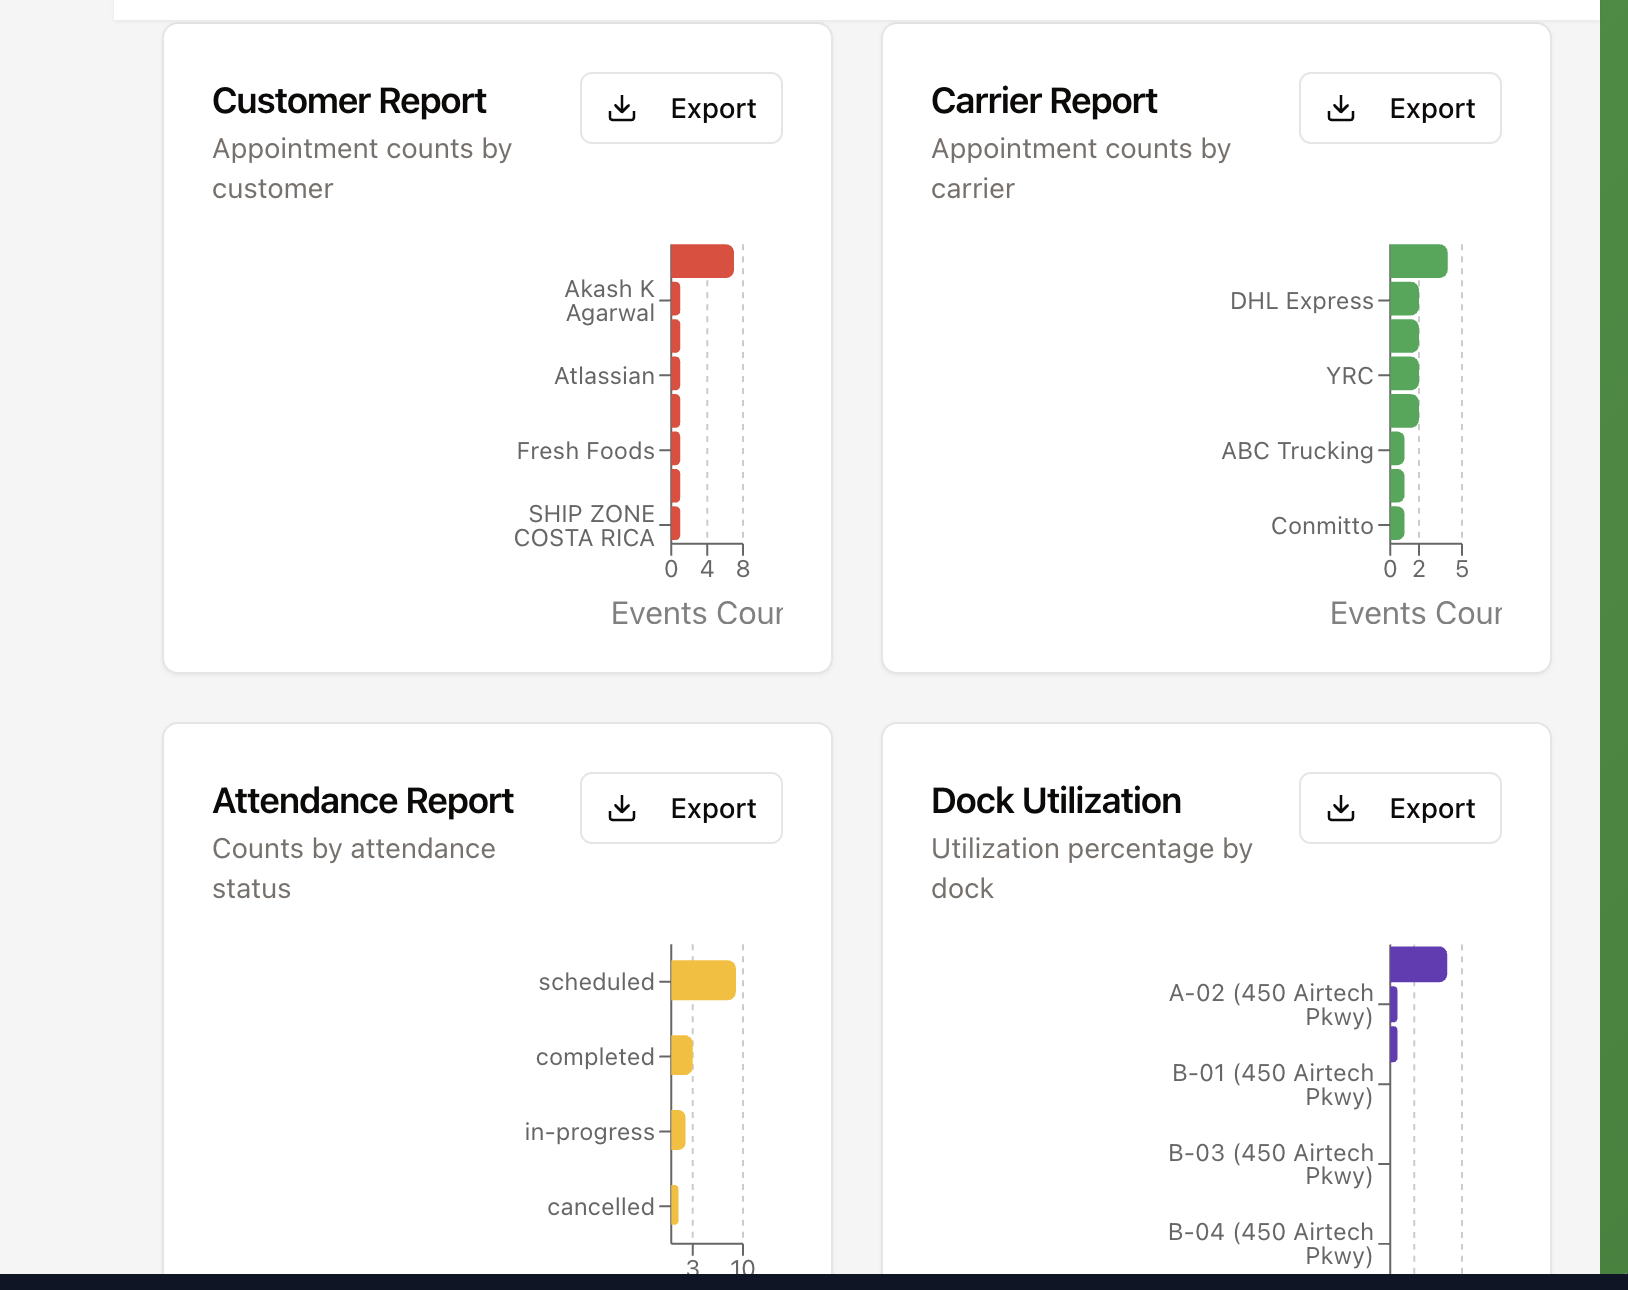 Customer Report
Export
Appointment counts by
customer
Akash K
Agarwal
Atlassian
Fresh Foods
SHIP ZONE
COSTA RICA
0 4 8
Events Cour
Carrier Report
Export
Appointment counts by
carrier
DHL Express
YRC
ABC Trucking
Conmitto
0 2 5
Events Cour
Attendance Report
Export
Counts by attendance
status
scheduled
completed
in-progress
cancelled
3 10
Dock Utilization
Export
Utilization percentage by
dock
A-02 (450 Airtech
Pkwy)
B-01 (450 Airtech
Pkwy)
B-03 (450 Airtech
Pkwy)
B-04 (450 Airtech
Pkwy)